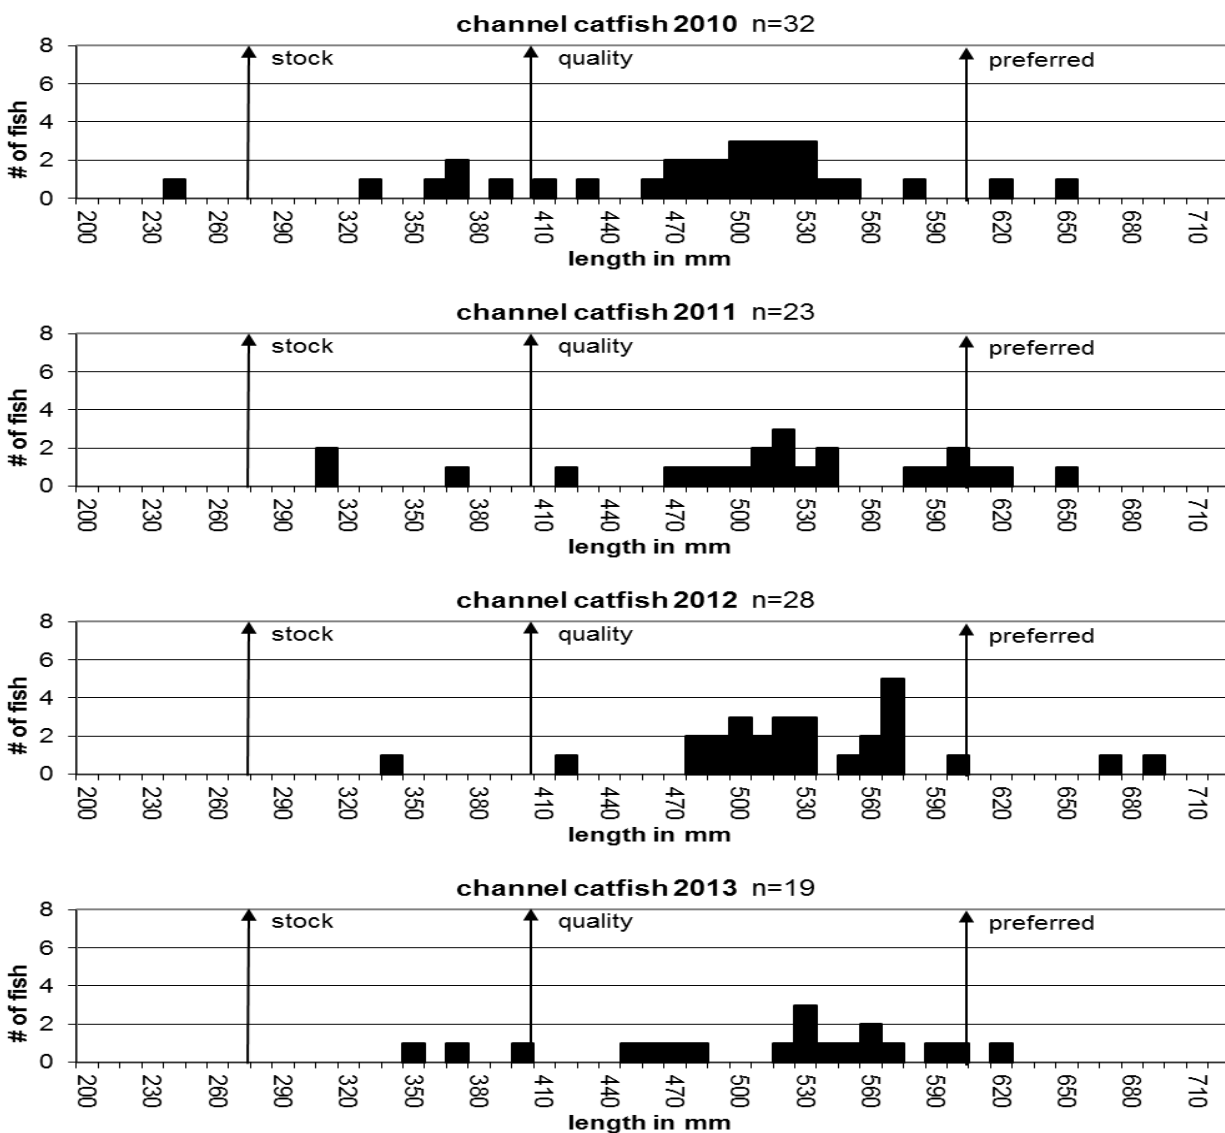 channel catfish 2010 n=32
8
stock
quality
preferred
6
4
2
0
# of fish
200 230 260 290 320 350 380 410 440 470 500 530 560 590 620 650 680 710
length in mm
channel catfish 2011 n=23
8
stock
quality
preferred
6
4
2
0
# of fish
200 230 260 290 320 350 380 410 440 470 500 530 560 590 620 650 680 710
length in mm
channel catfish 2012 n=28
8
stock
quality
preferred
6
4
2
0
# of fish
200 230 260 290 320 350 380 410 440 470 500 530 560 590 620 650 680 710
length in mm
channel catfish 2013 n=19
8
stock
quality
preferred
6
4
2
0
# of fish
200 230 260 290 320 350 380 410 440 470 500 530 560 590 620 650 680 710
length in mm